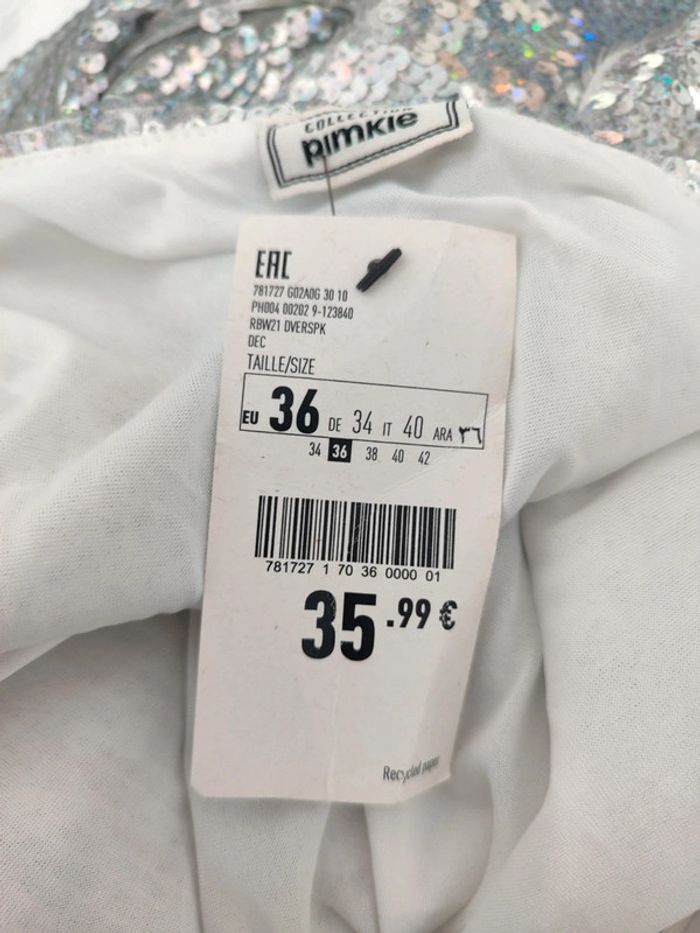 COLLECTION
pimkie
EAC
781727 G02A0G 30 10
PH004 00202 9-123840
RBW21 DVERSPK
DEC
TAILLE/SIZE
EU 36 DE 34 IT 40 ARA ٣٦
34 36 38 40 42
781727 1 70 36 0000 01
35.99 €
Recycled paper